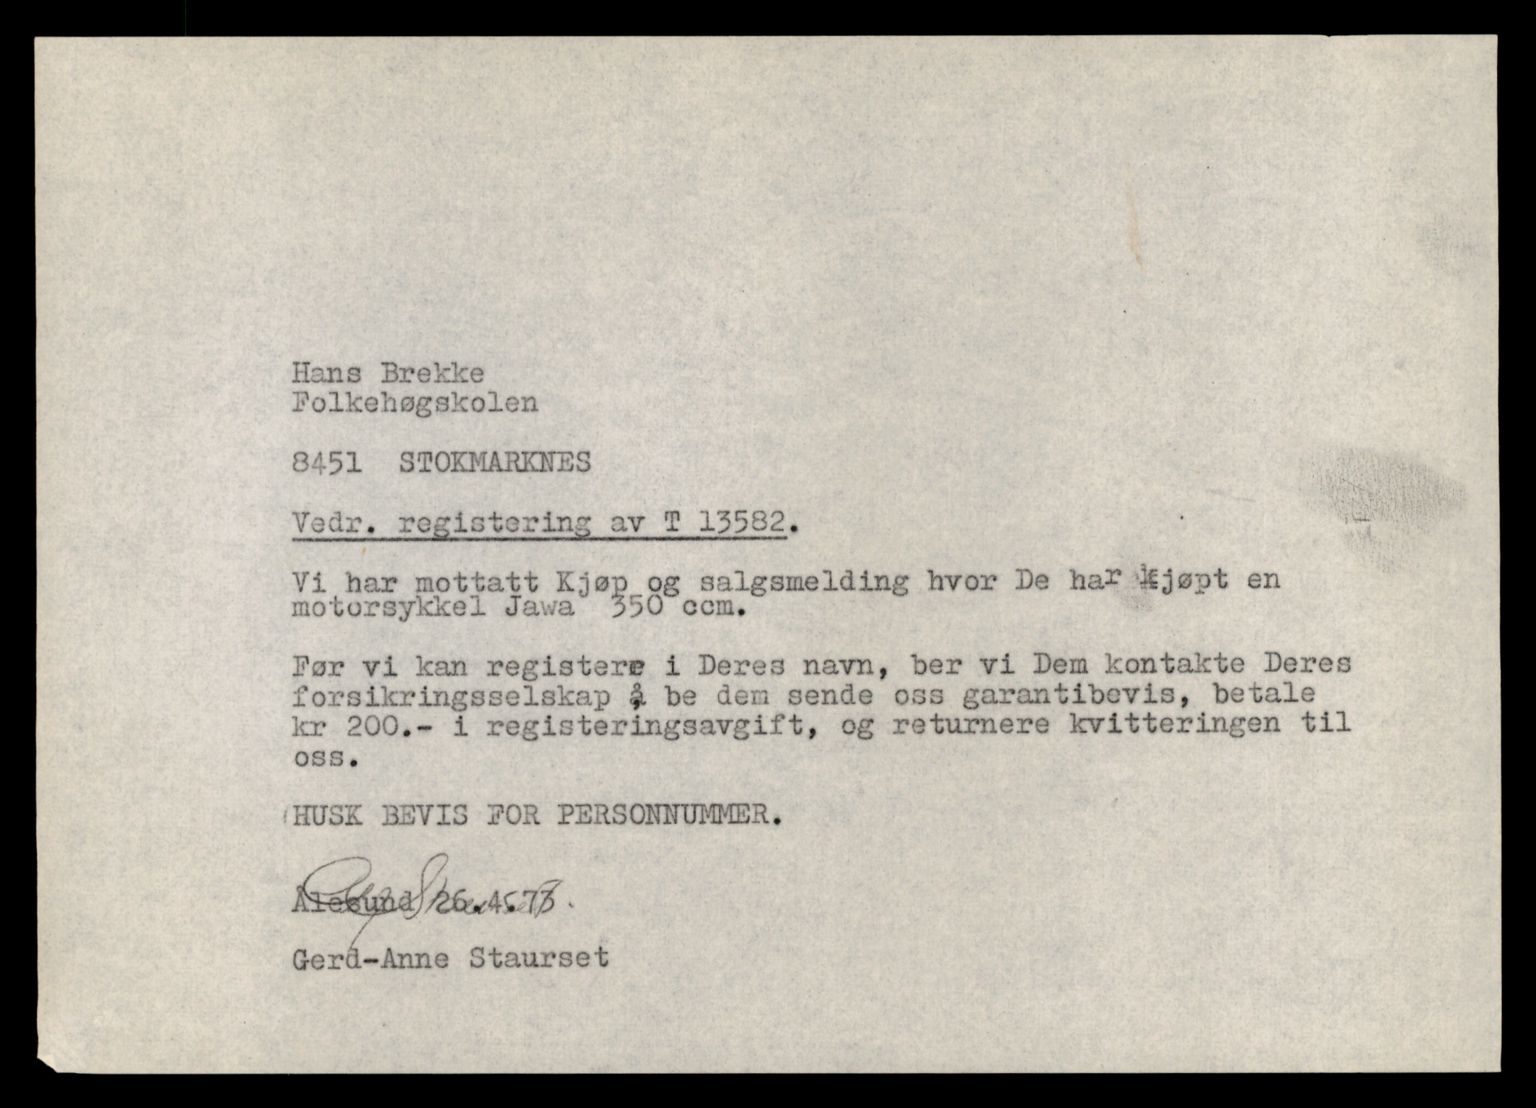 Hans Brekke
Folkehøgskolen
8451 STOKMARKNES
Vedr. registering av T 13582.
Vi har mottatt Kjøp og salgsmelding hvor De har kjøpt en
motorsykkel Jawa 350 ccm.
Før vi kan registere i Deres navn, ber vi Dem kontakte Deres
forsikringsselskap å be dem sende oss garantibevis, betale
kr 200.- i registeringsavgift, og returnere kvitteringen til
oss.
HUSK BEVIS FOR PERSONNUMMER.
Ålesund 26.4.73
Gerd-Anne Staurset